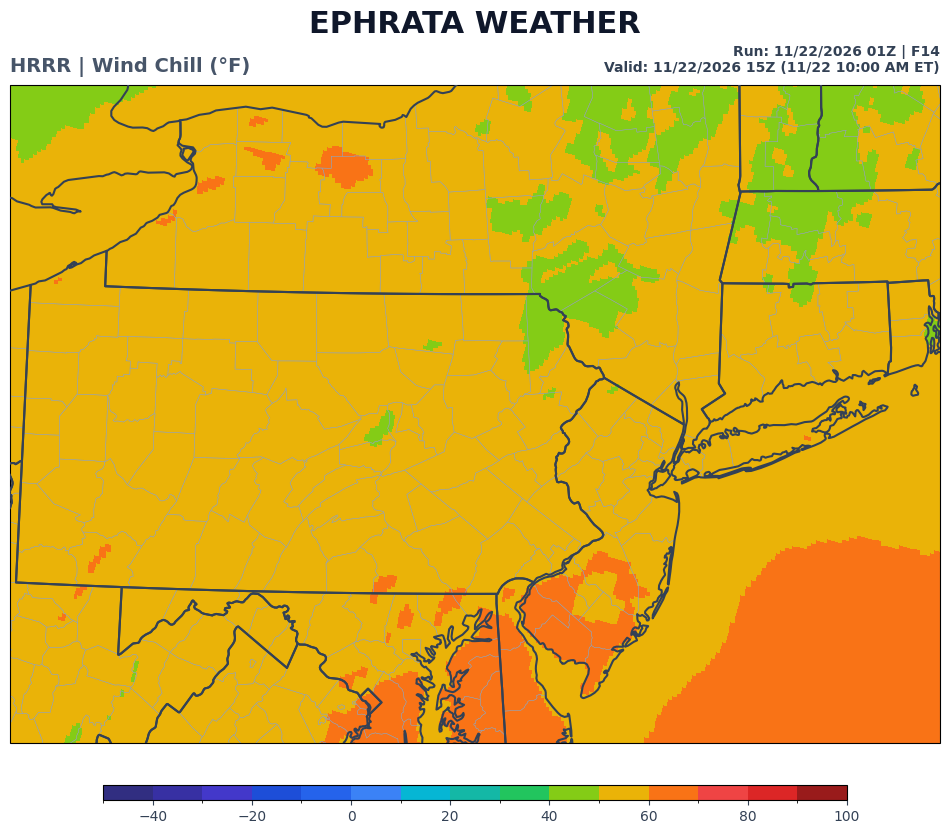 EPHRATA WEATHER
HRRR | Wind Chill (°F)
Run: 11/22/2026 01Z | F14
Valid: 11/22/2026 15Z (11/22 10:00 AM ET)
−40 −20 0 20 40 60 80 100